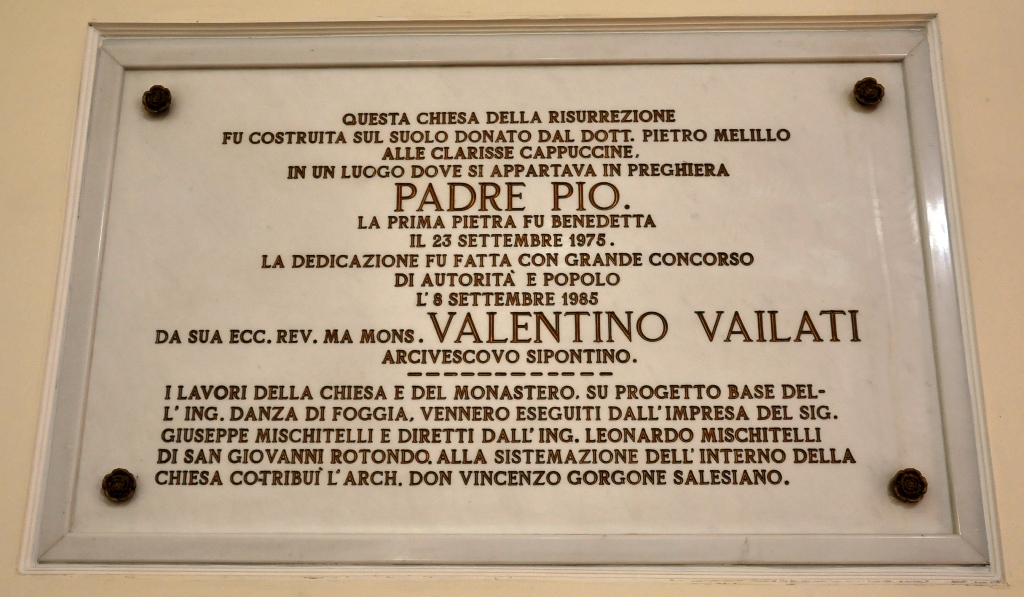 QUESTA CHIESA DELLA RISURREZIONE
FU COSTRUITA SUL SUOLO DONATO DAL DOTT. PIETRO MELILLO
ALLE CLARISSE CAPPUCCINE,
IN UN LUOGO DOVE SI APPARTAVA IN PREGHIERA
PADRE PIO.
LA PRIMA PIETRA FU BENEDETTA
IL 23 SETTEMBRE 1975.
LA DEDICAZIONE FU FATTA CON GRANDE CONCORSO
DI AUTORITÀ E POPOLO
L'8 SETTEMBRE 1985
DA SUA ECC. REV. MA MONS. VALENTINO VAILATI
ARCIVESCOVO SIPONTINO.
I LAVORI DELLA CHIESA E DEL MONASTERO, SU PROGETTO BASE DEL-
L'ING. DANZA DI FOGGIA, VENNERO ESEGUITI DALL'IMPRESA DEL SIG.
GIUSEPPE MISCHITELLI E DIRETTI DALL'ING. LEONARDO MISCHITELLI
DI SAN GIOVANNI ROTONDO. ALLA SISTEMAZIONE DELL'INTERNO DELLA
CHIESA CO-TRIBUÌ L'ARCH. DON VINCENZO GORGONE SALESIANO.